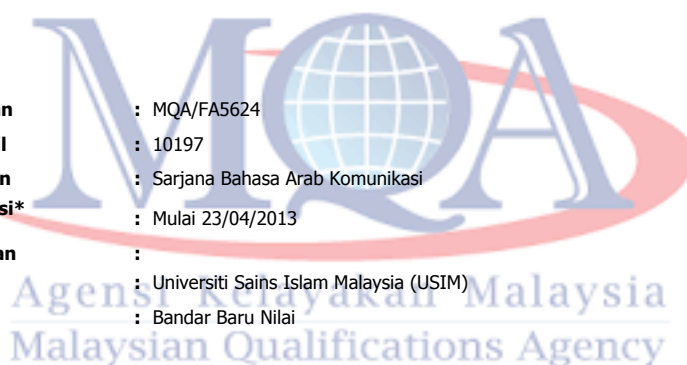 MQA
an : MQA/FA5624
l : 10197
n : Sarjana Bahasa Arab Komunikasi
si* : Mulai 23/04/2013
an :
: Universiti Sains Islam Malaysia (USIM)
: Bandar Baru Nilai
Agensi Kelayakan Malaysia
Malaysian Qualifications Agency